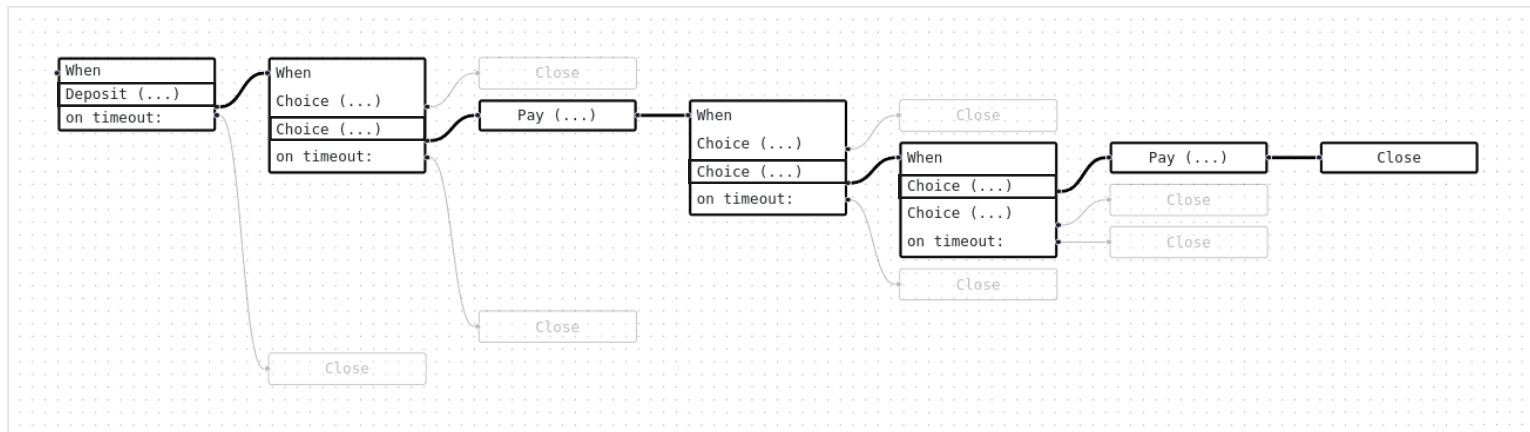 When
Deposit (...)
on timeout:
When
Choice (...)
Choice (...)
on timeout:
Close
Pay (...)
Close
Close
When
Choice (...)
Choice (...)
on timeout:
Close
When
Choice (...)
Choice (...)
on timeout:
Close
Pay (...)
Close
Close
Close